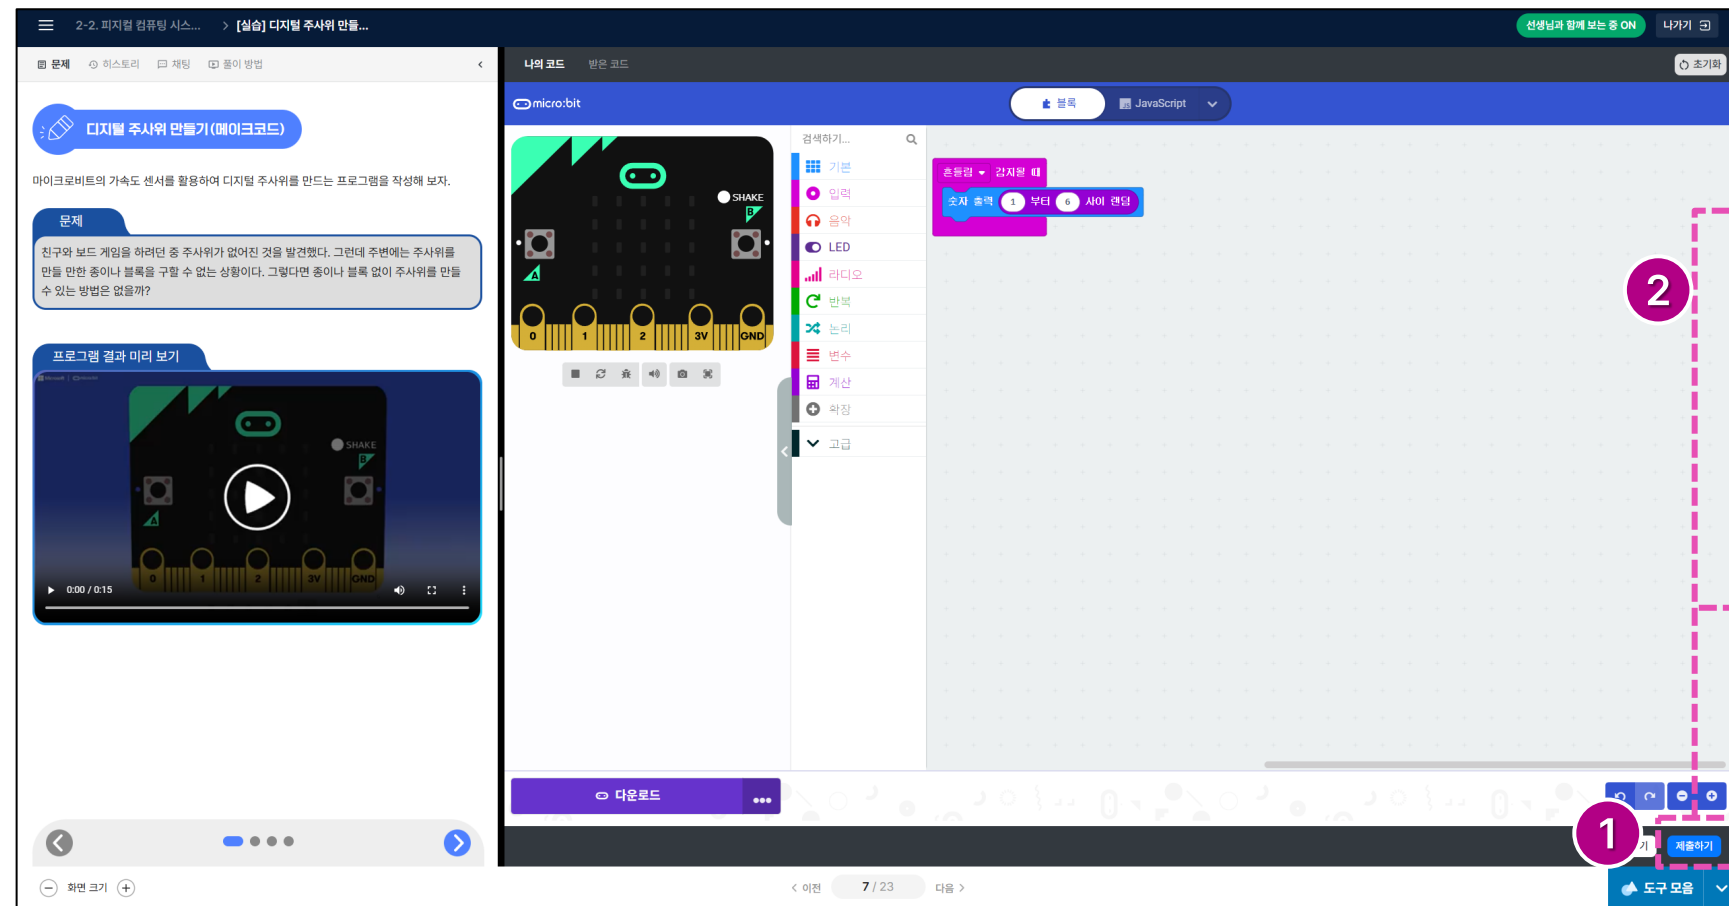 2-2. 피지컬 컴퓨팅 시스... > [실습] 디지털 주사위 만들...
선생님과 함께 보는 중 ON
나가기
문제
히스토리
채팅
풀이 방법
나의 코드
받은 코드
초기화
micro:bit
블록
JavaScript
디지털 주사위 만들기(메이크코드)
마이크로비트의 가속도 센서를 활용하여 디지털 주사위를 만드는 프로그램을 작성해 보자.
문제
친구와 보드 게임을 하려던 중 주사위가 없어진 것을 발견했다. 그런데 주변에는 주사위를
만들 만한 종이나 블록을 구할 수 없는 상황이다. 그렇다면 종이나 블록 없이 주사위를 만들
수 있는 방법은 없을까?
프로그램 결과 미리 보기
Microsoft
SHAKE
B
A
0 1 2 3V GND
0:00 / 0:15
SHAKE
B
A
0 1 2 3V GND
검색하기...
기본
입력
음악
LED
라디오
반복
논리
변수
계산
확장
고급
흔들림 감지될 때
숫자 출력 1 부터 6 사이 랜덤
2
다운로드
1
기
제출하기
화면 크기
< 이전 7 / 23 다음 >
도구 모음